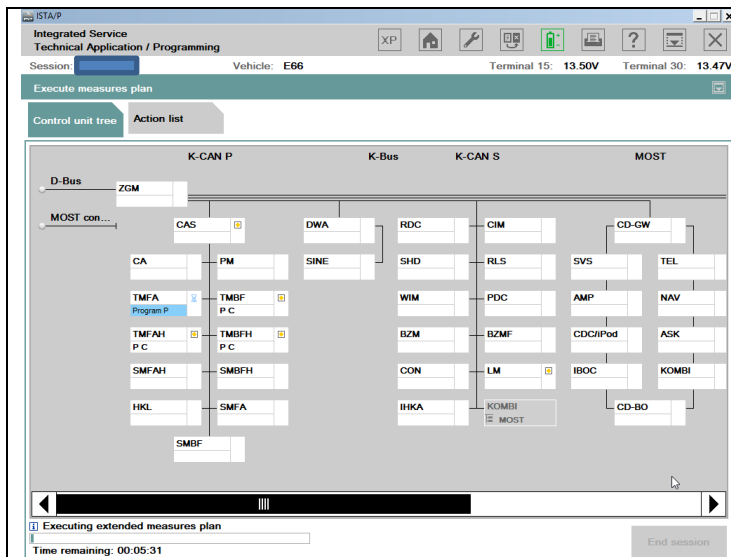 ISTA/P
Integrated Service
Technical Application / Programming
XP
Session:
Vehicle: E66
Terminal 15: 13.50V
Terminal 30: 13.47V
Execute measures plan
Control unit tree
Action list
K-CAN P
K-Bus
K-CAN S
MOST
D-Bus
ZGM
MOST con...
CAS
DWA
RDC
CIM
CD-GW
CA
PM
SINE
SHD
RLS
SVS
TEL
TMFA
Program P
TMBF
P C
WIM
PDC
AMP
NAV
TMFAH
P C
TMBFH
P C
BZM
BZMF
CDC/iPod
ASK
SMFAH
SMBFH
CON
LM
IBOC
KOMBI
HKL
SMFA
IHKA
KOMBI
MOST
CD-BO
SMBF
Executing extended measures plan
Time remaining: 00:05:31
End session